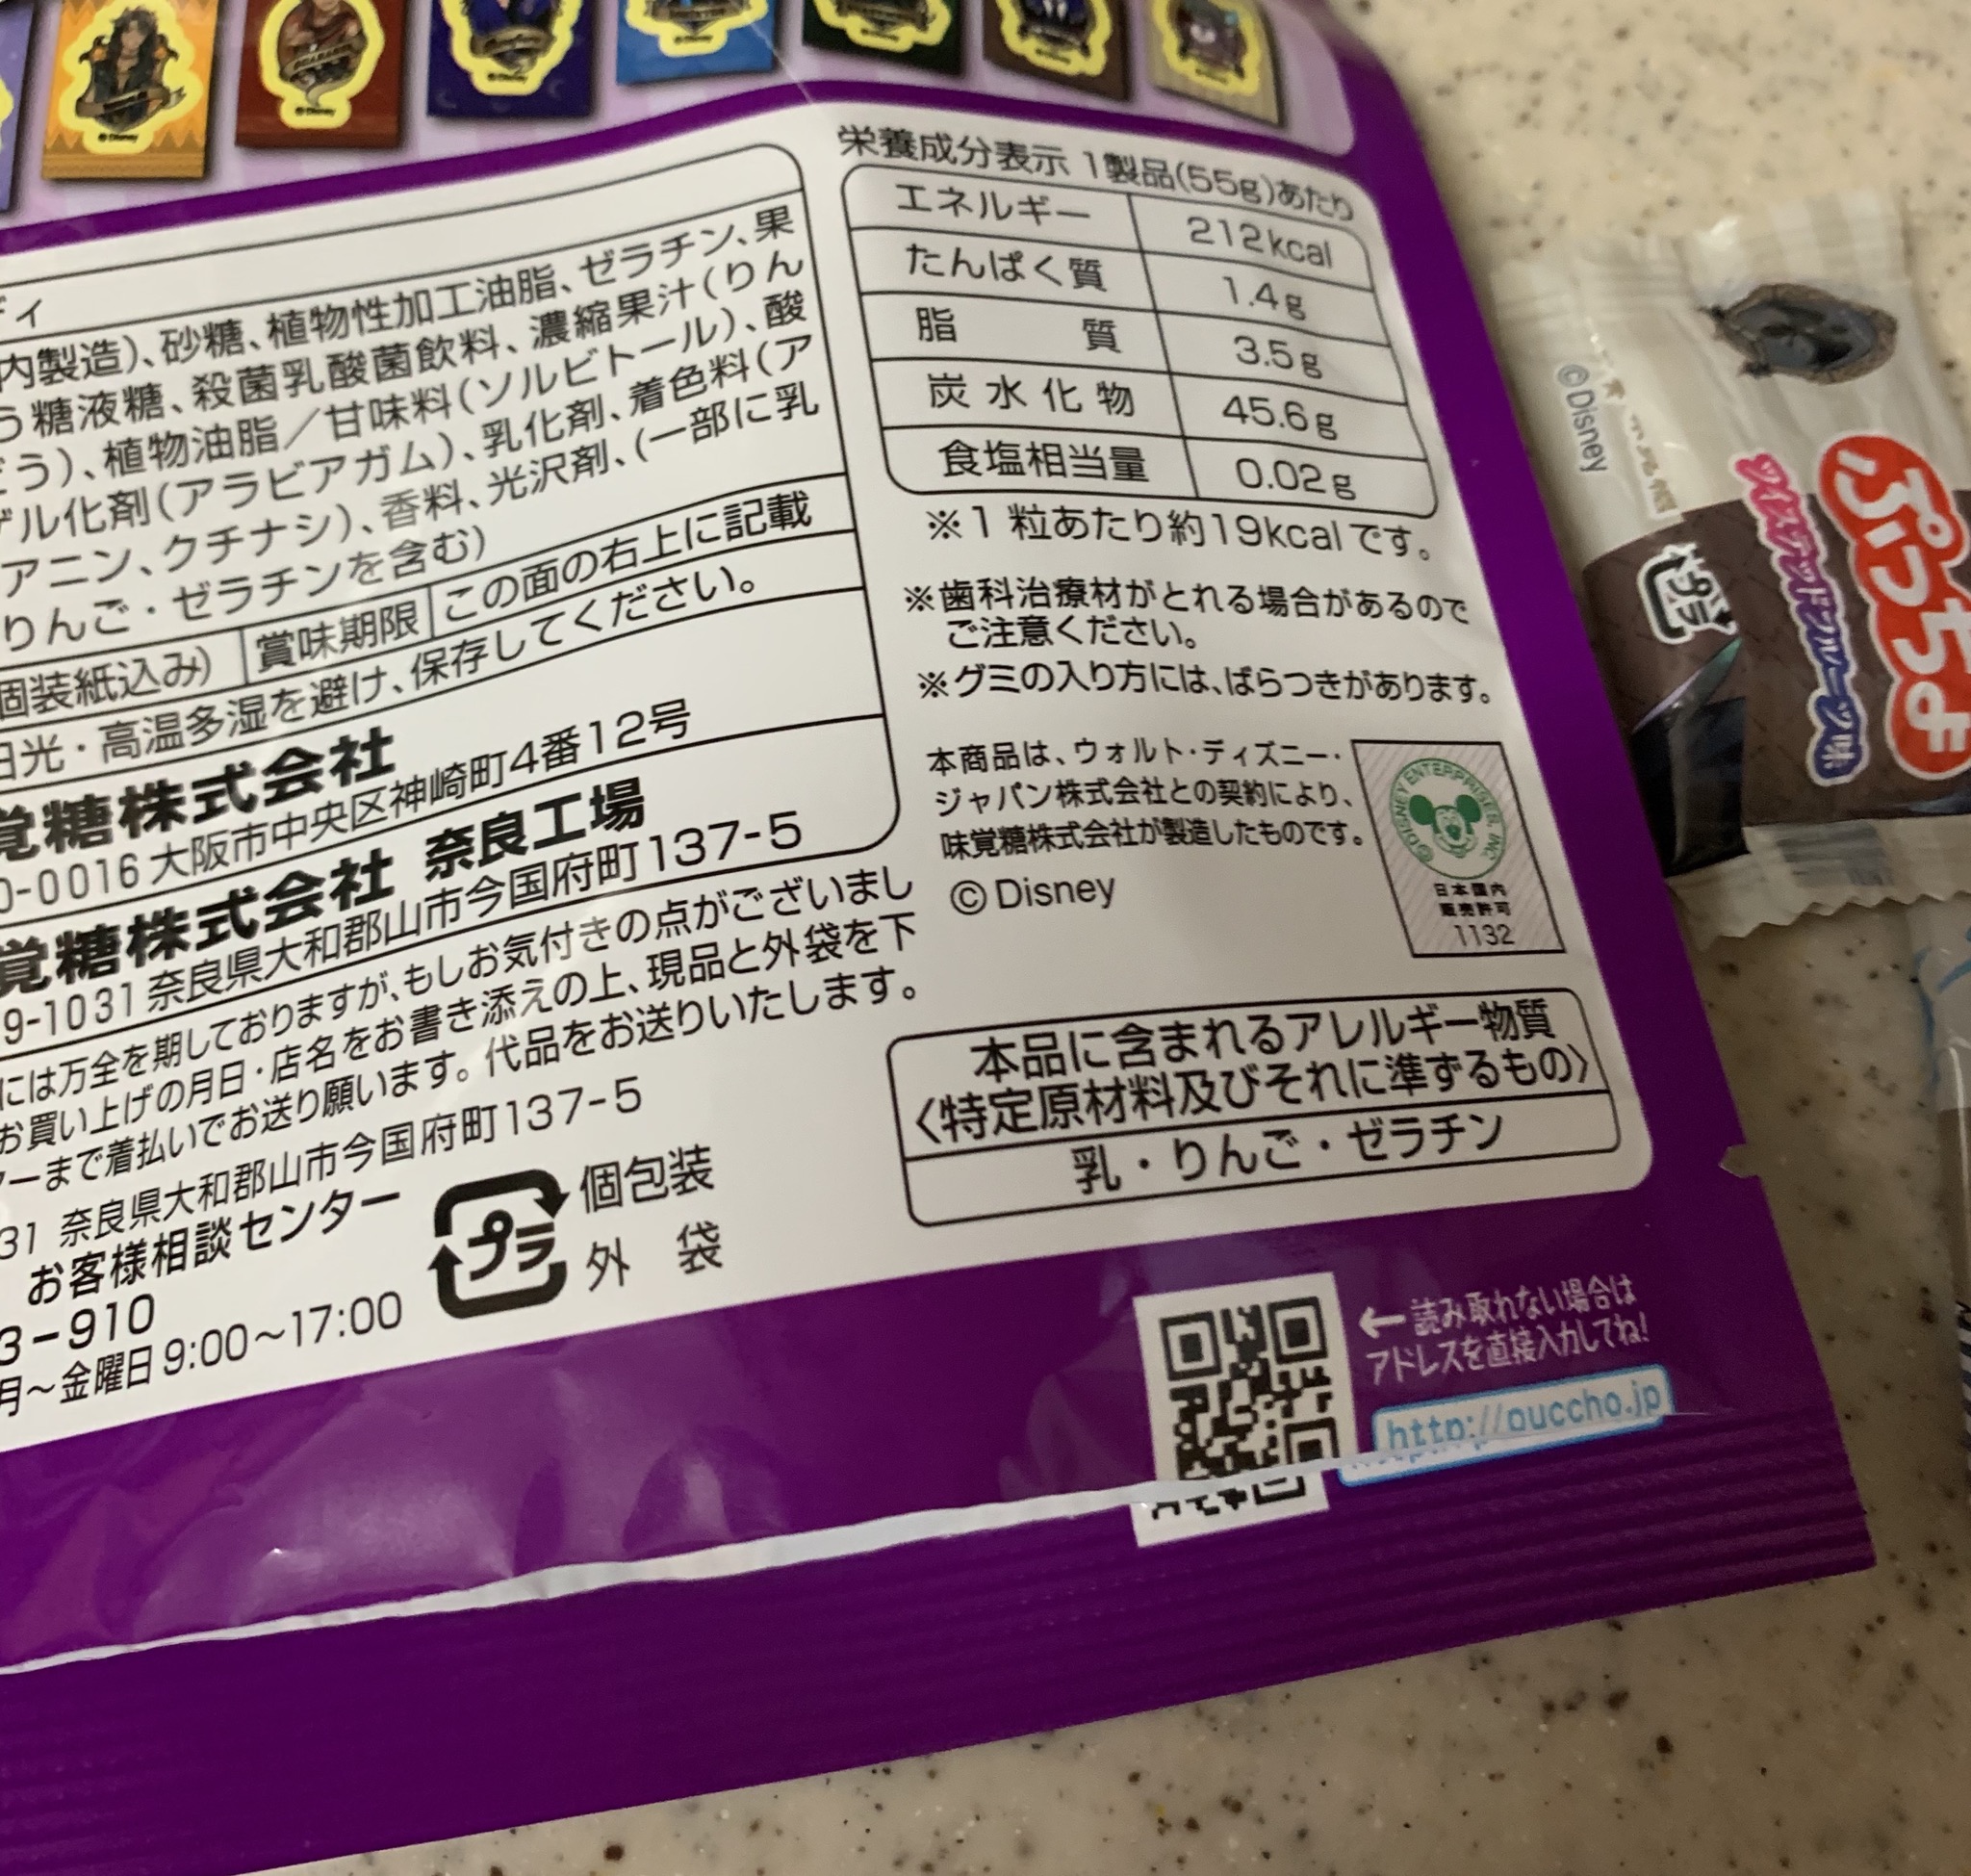 ディ
内製造)、砂糖、植物性加工油脂、ゼラチン、果
う糖液糖、殺菌乳酸菌飲料、濃縮果汁(りん
どう)、植物油脂/甘味料(ソルビトール)、酸
ゲル化剤(アラビアガム)、乳化剤、着色料(ア
アニン、クチナシ)、香料、光沢剤、(一部に乳
りんご・ゼラチンを含む)
個装紙込み) 賞味期限 この面の右上に記載
日光・高温多湿を避け、保存してください。
覚糖株式会社
0-0016 大阪市中央区神崎町4番12号
覚糖株式会社 奈良工場
9-1031 奈良県大和郡山市今国府町137-5
には万全を期しておりますが、もしお気付きの点がございまし
お買い上げの月日・店名をお書き添えの上、現品と外袋を下
ーまで着払いでお送り願います。代品をお送りいたします。
31 奈良県大和郡山市今国府町137-5
お客様相談センター
3-910
月～金曜日9:00～17:00
プラ
個包装
外 袋
栄養成分表示 1製品(55g)あたり
エネルギー 212kcal
たんぱく質 1.4g
脂 質 3.5g
炭水化物 45.6g
食塩相当量 0.02g
※1 粒あたり約19kcalです。
※歯科治療材がとれる場合があるので
ご注意ください。
※グミの入り方には、ばらつきがあります。
本商品は、ウォルト・ディズニー・
ジャパン株式会社との契約により、
味覚糖株式会社が製造したものです。
©Disney
©DISNEY ENTERPRISES, INC.
日本国内
販売許可
1132
本品に含まれるアレルギー物質
〈特定原材料及びそれに準ずるもの〉
乳・りんご・ゼラチン
←読み取れない場合は
アドレスを直接入力してね!
http://puccho.jp
©Disney
プラ
ぷっちょ